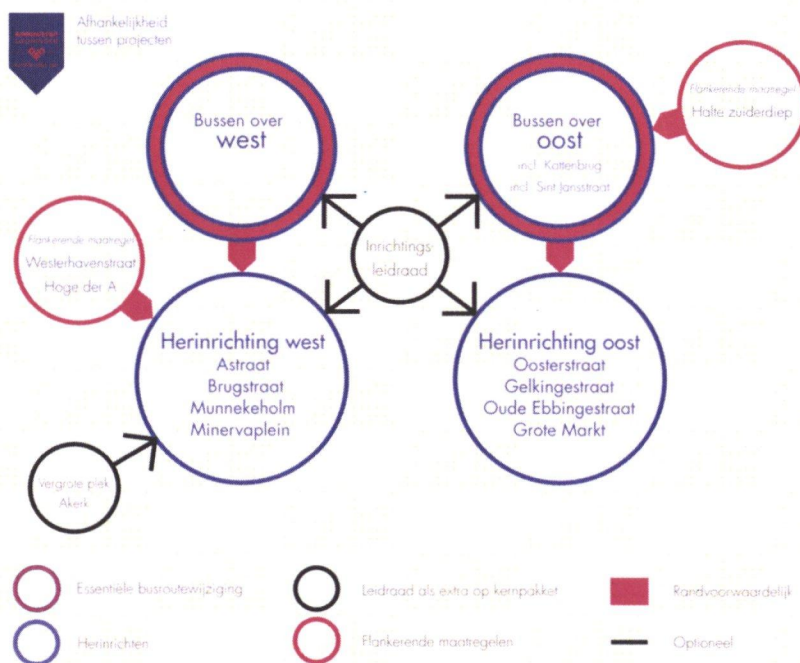 Afhankelijkheid
tussen projecten
Bussen over
west
Bussen over
oost
incl. Kattenbrug
incl. Sint Jansstraat
Flankerende maatregel
Halte zuiderdiep
Inrichtings-
leidraad
Flankerende maatregel
Westerhavenstraat
Hoge der A
Herinrichting west
Astraat
Brugstraat
Munnekeholm
Minervaplein
Herinrichting oost
Oosterstraat
Gelkingestraat
Oude Ebbingestraat
Grote Markt
Vergrote plek
Akerk
Essentiële busroutewijziging
Leidraad als extra op kernpakket
Randvoorwaardelijk
Herinrichten
Flankerende maatregelen
Optioneel